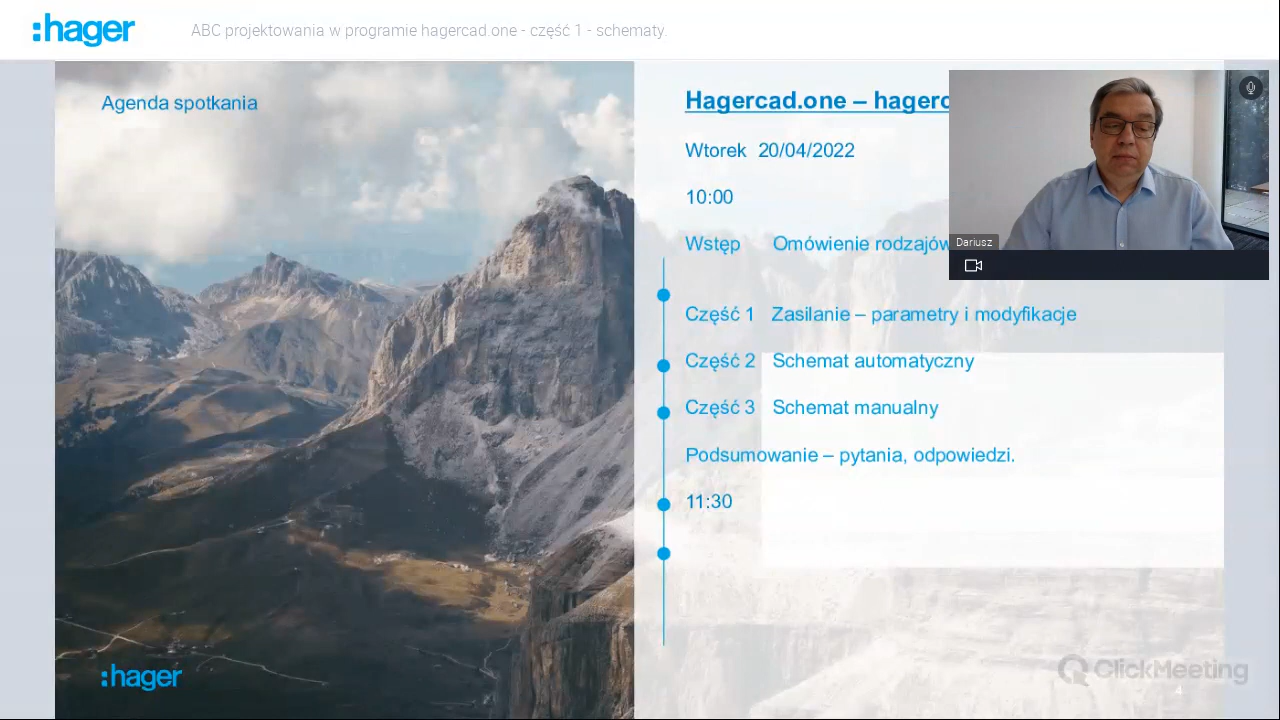 :hager
ABC projektowania w programie hagercad.one - część 1 - schematy.
Agenda spotkania
Hagercad.one –
Wtorek 20/04/2022
10:00
Wstęp Omówienie rodzajów
Dariusz
Część 1 Zasilanie – parametry i modyfikacje
Część 2 Schemat automatyczny
Część 3 Schemat manualny
Podsumowanie – pytania, odpowiedzi.
11:30
:hager
ClickMeeting
4